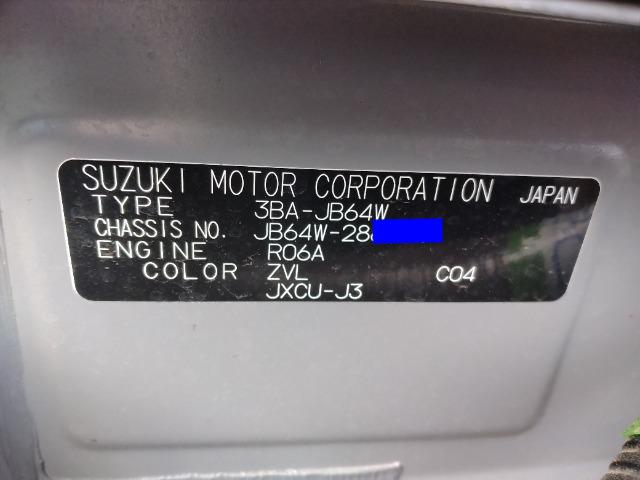 SUZUKI MOTOR CORPORATION JAPAN
TYPE 3BA-JB64W
CHASSIS NO. JB64W-28
ENGINE R06A
COLOR ZVL C04
JXCU-J3